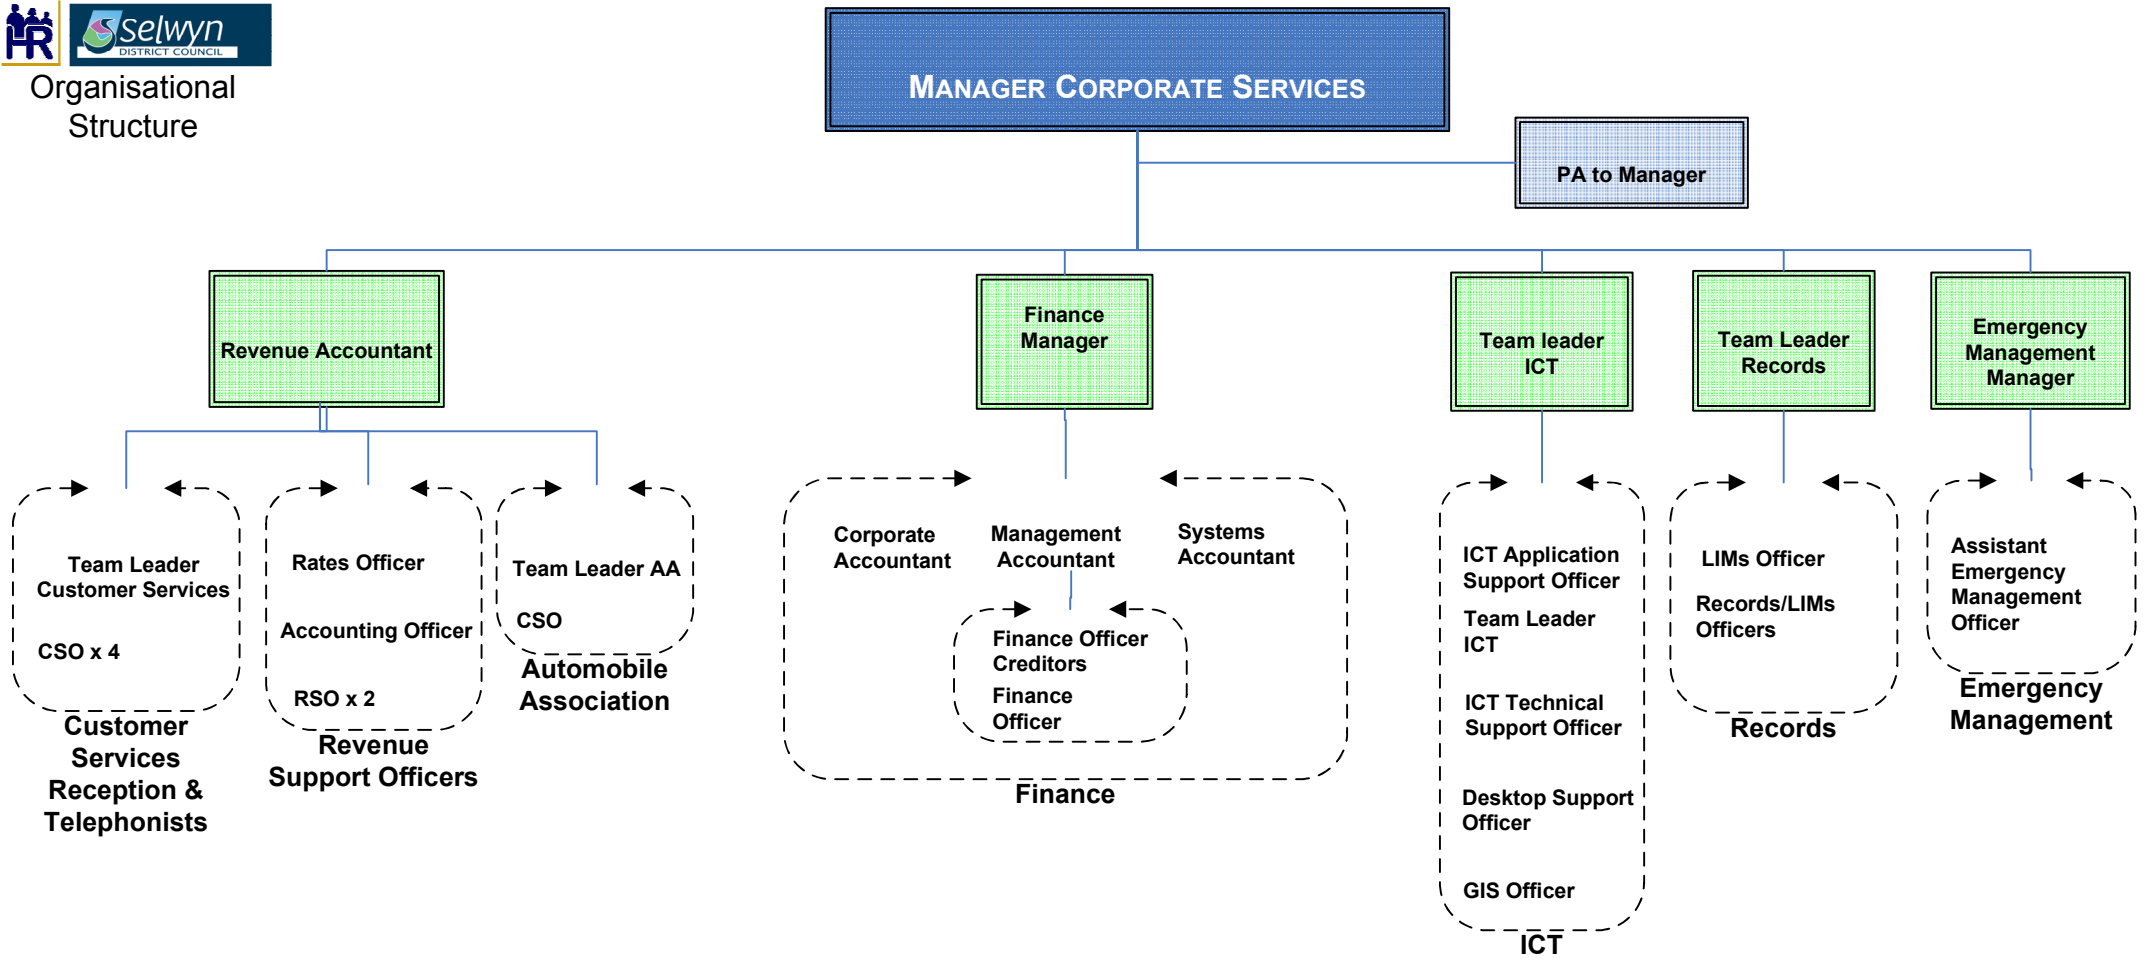 HR
Selwyn
DISTRICT COUNCIL
Organisational
Structure
MANAGER CORPORATE SERVICES
PA to Manager
Revenue Accountant
Finance
Manager
Team leader
ICT
Team Leader
Records
Emergency
Management
Manager
Team Leader
Customer Services
CSO x 4
Customer
Services
Reception &
Telephonists
Rates Officer
Accounting Officer
RSO x 2
Revenue
Support Officers
Team Leader AA
CSO
Automobile
Association
Corporate
Accountant
Management
Accountant
Systems
Accountant
Finance Officer
Creditors
Finance
Officer
Finance
ICT Application
Support Officer
Team Leader
ICT
ICT Technical
Support Officer
Desktop Support
Officer
GIS Officer
ICT
LIMs Officer
Records/LIMs
Officers
Records
Assistant
Emergency
Management
Officer
Emergency
Management